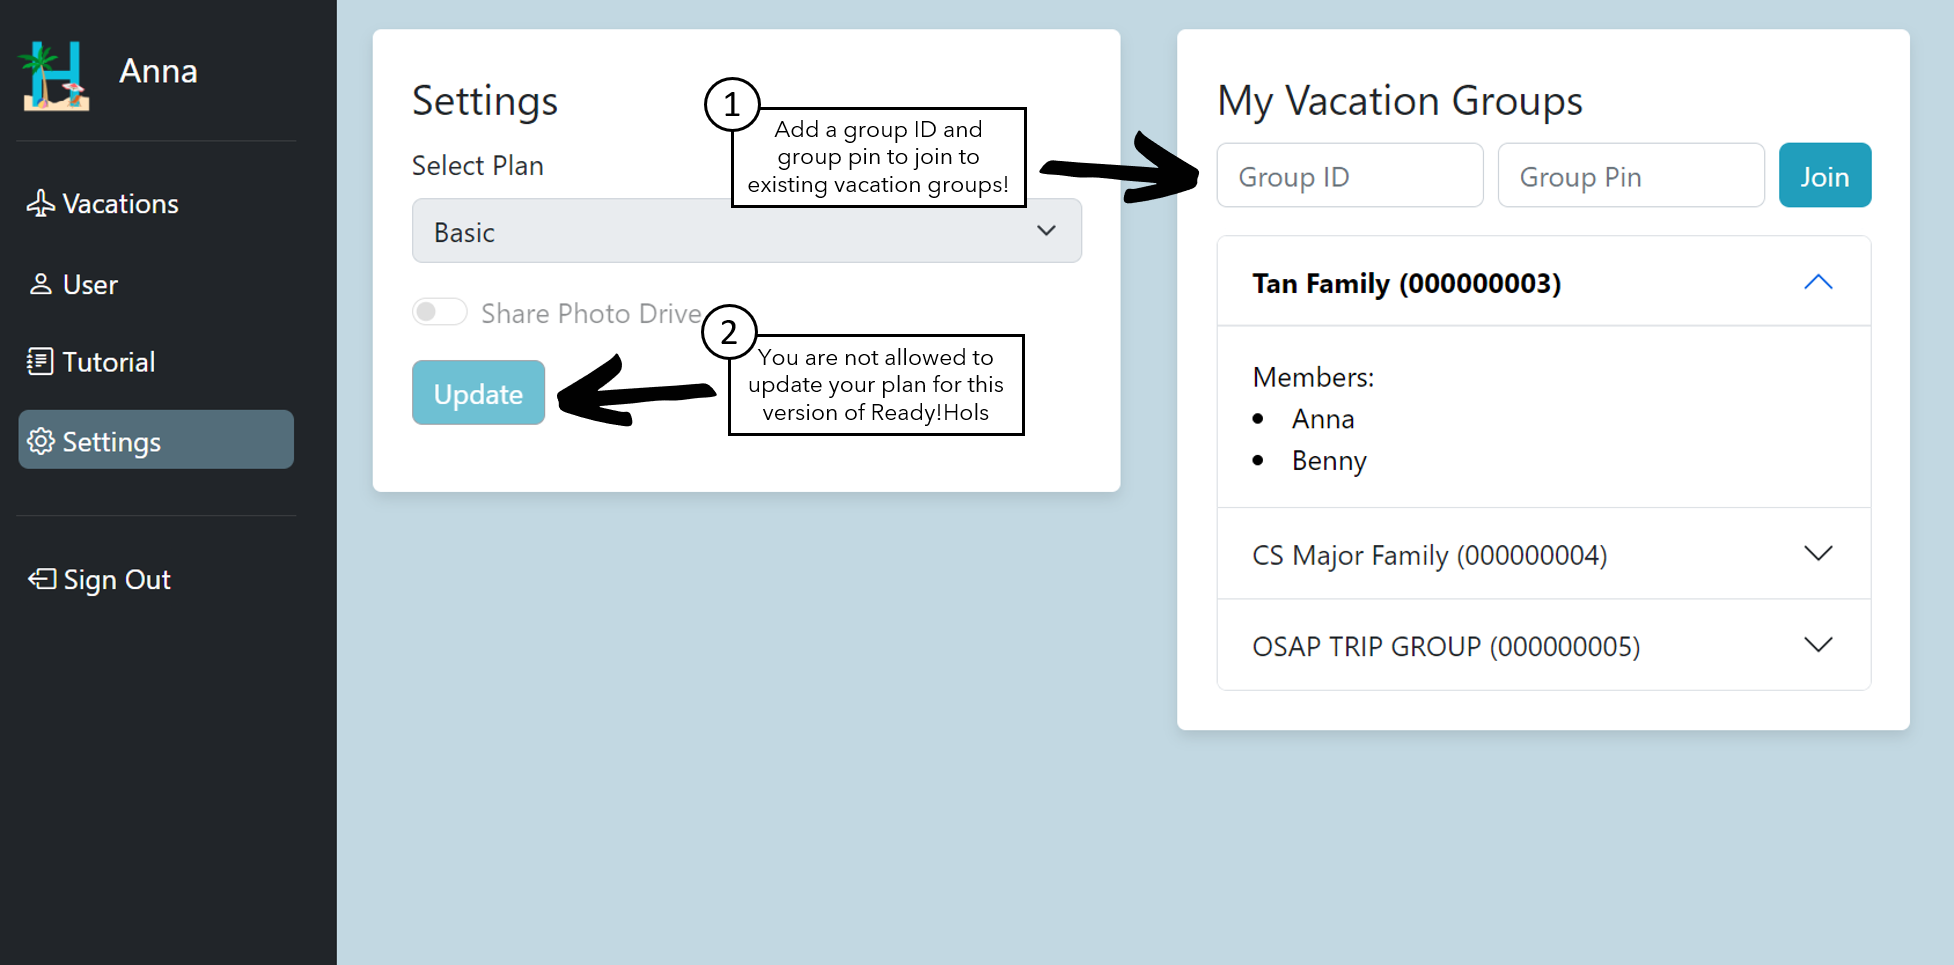 Anna
Vacations
User
Tutorial
Settings
Sign Out
Settings
Select Plan
Basic
Share Photo Drive
Update
1
Add a group ID and
group pin to join to
existing vacation groups!
2
You are not allowed to
update your plan for this
version of Ready!Hols
My Vacation Groups
Group ID
Group Pin
Join
Tan Family (000000003)
Members:
Anna
Benny
CS Major Family (000000004)
OSAP TRIP GROUP (000000005)